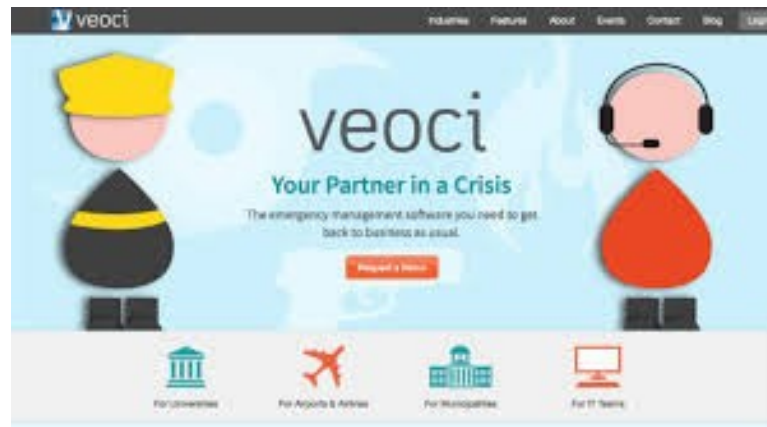 veoci
Industries Features About Events Contact Blog Login
veoci
Your Partner in a Crisis
The emergency management software you need to get
back to business as usual.
Request a Demo
For Universities
For Airports & Airlines
For Municipalities
For IT Teams